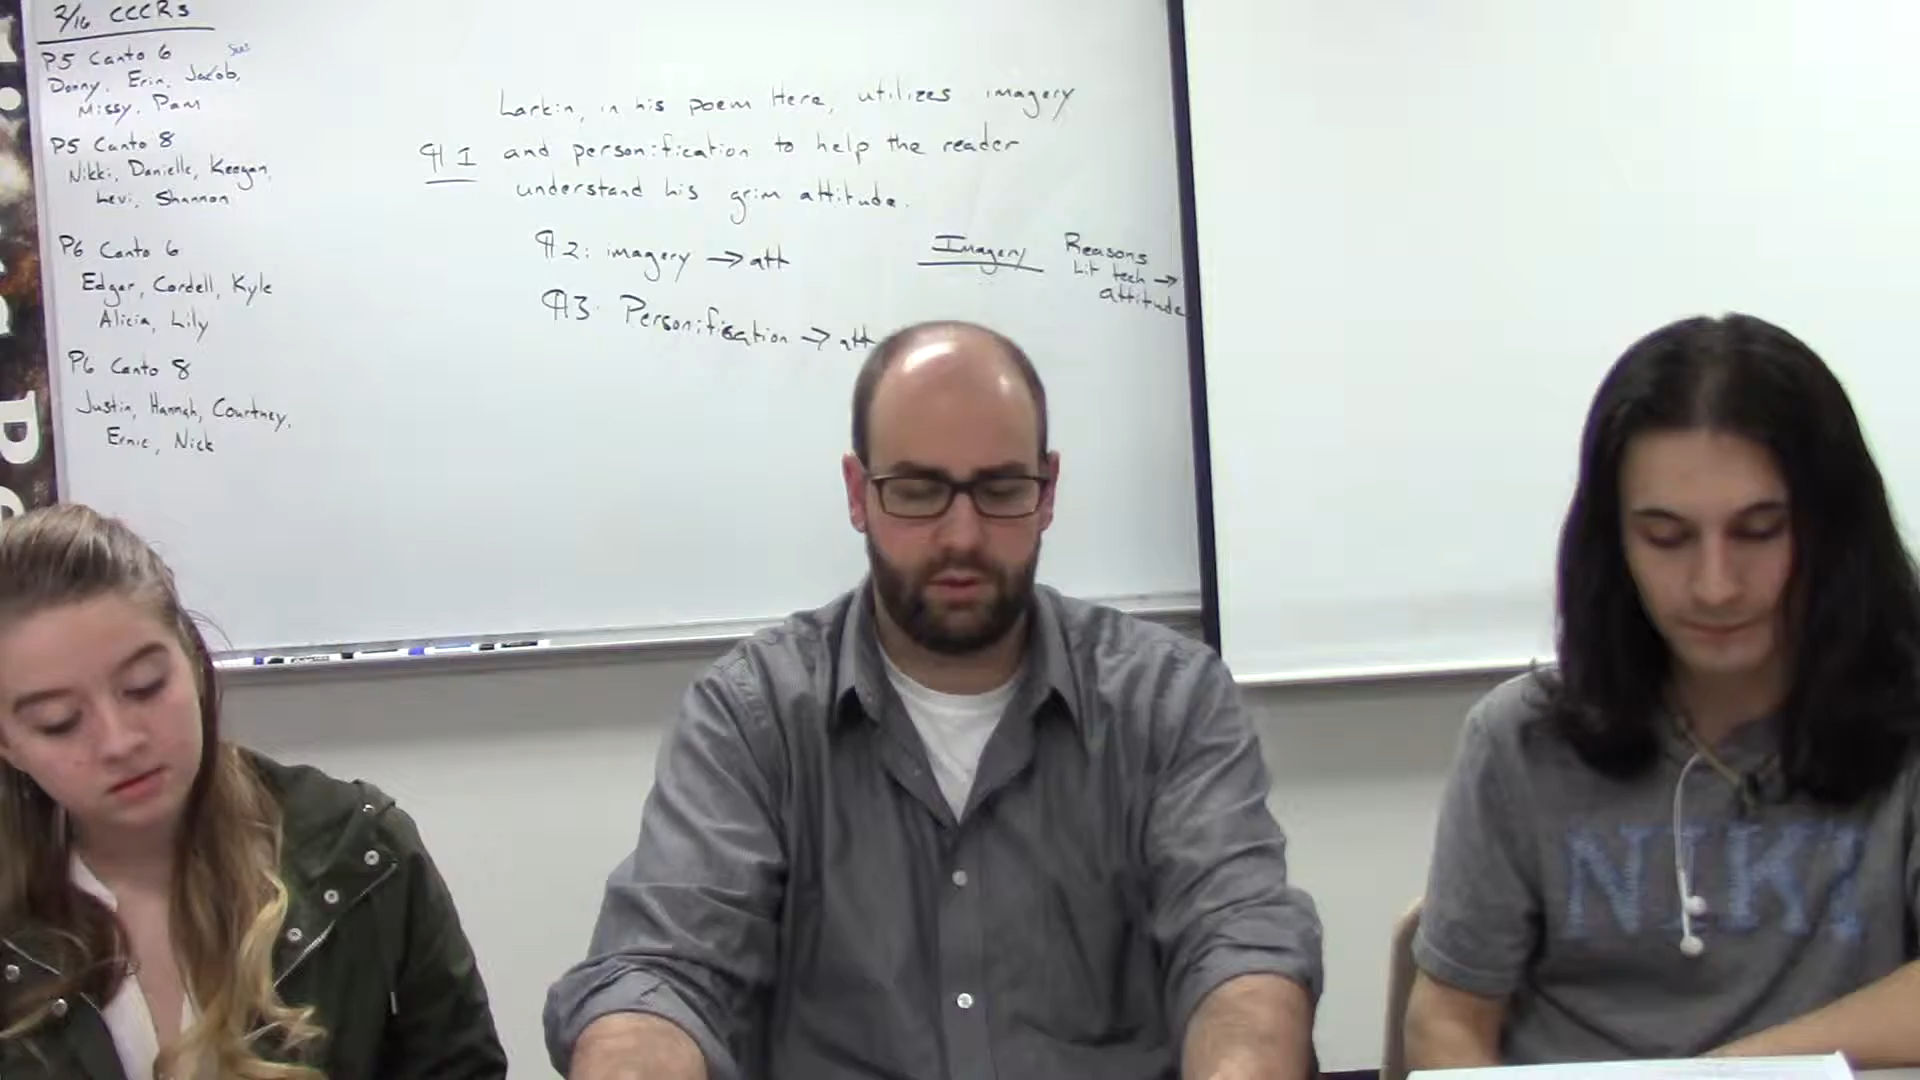 2/16 CCCRs
P5 Canto 6
Donny, Erin, Jacob,
Missy, Pam
P5 Canto 8
Nikki, Danielle, Keegan,
Levi, Shannon
P6 Canto 6
Edgar, Cordell, Kyle
Alicia, Lily
P6 Canto 8
Justin, Hannah, Courtney,
Ernie, Nick
Larkin, in his poem Here, utilizes imagery
¶1 and personification to help the reader
understand his grim attitude.
¶2: imagery → att
¶3: Personification → att
Imagery
Reasons
Lit tech →
attitude
NIKE